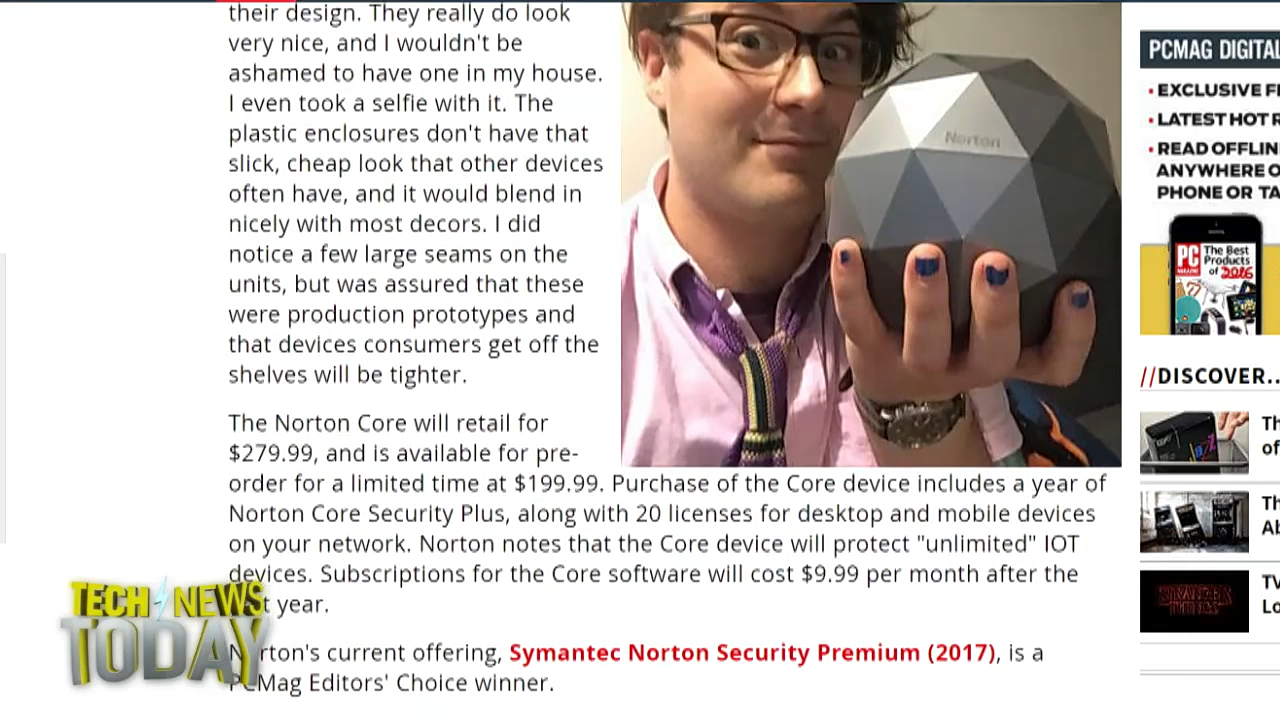 their design. They really do look
very nice, and I wouldn't be
ashamed to have one in my house.
I even took a selfie with it. The
plastic enclosures don't have that
slick, cheap look that other devices
often have, and it would blend in
nicely with most decors. I did
notice a few large seams on the
units, but was assured that these
were production prototypes and
that devices consumers get off the
shelves will be tighter.
The Norton Core will retail for
$279.99, and is available for pre-
order for a limited time at $199.99. Purchase of the Core device includes a year of
Norton Core Security Plus, along with 20 licenses for desktop and mobile devices
on your network. Norton notes that the Core device will protect "unlimited" IOT
devices. Subscriptions for the Core software will cost $9.99 per month after the
year.
Norton's current offering, Symantec Norton Security Premium (2017), is a
PCMag Editors' Choice winner.
Norton
PCMAG DIGITAL
• EXCLUSIVE
• LATEST HOT
• READ OFFLIN
ANYWHERE O
PHONE OR TA
PC
The Best
Products
of 2016
//DISCOVER..
Th
of
Th
Ab
TV
Lo
STRANGER
THINGS
TECH NEWS
TODAY